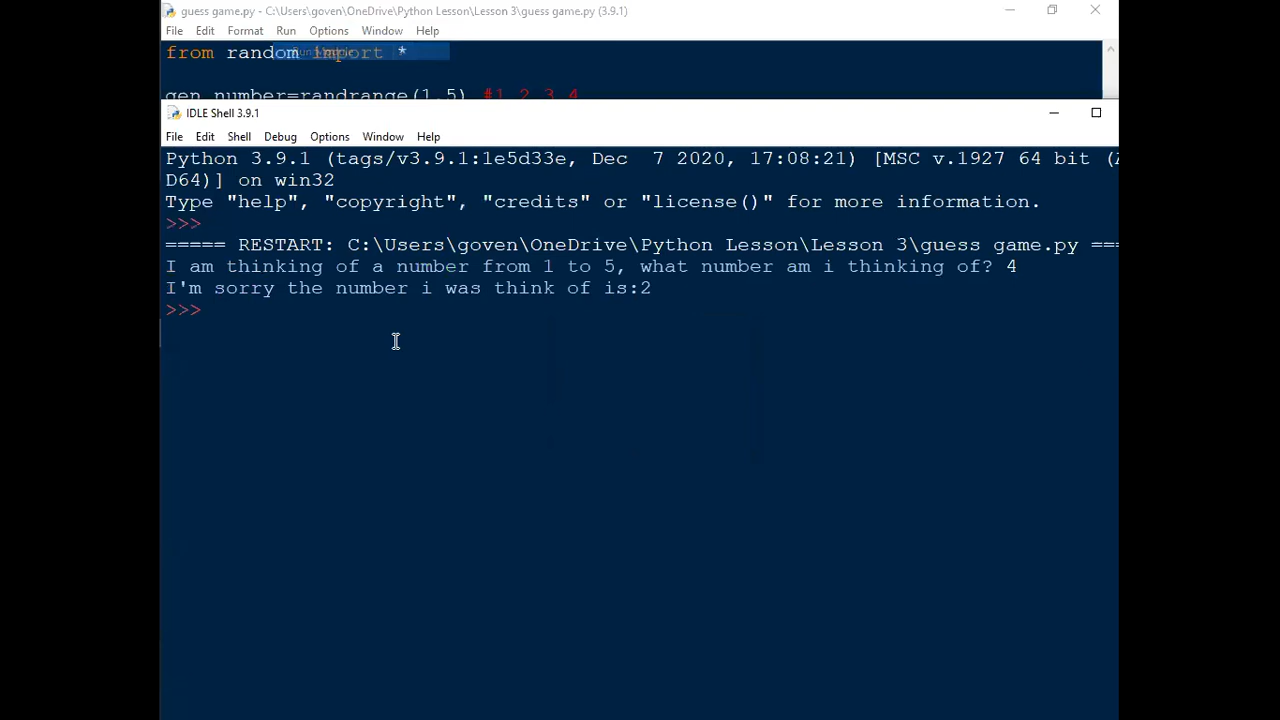 guess game.py - C:\Users\goven\OneDrive\Python Lesson\Lesson 3\guess game.py (3.9.1)
File Edit Format Run Options Window Help
from random import *
gen_number=randrange(1,5) #1 2 3 4
IDLE Shell 3.9.1
File Edit Shell Debug Options Window Help
Python 3.9.1 (tags/v3.9.1:1e5d33e, Dec  7 2020, 17:08:21) [MSC v.1927 64 bit (
D64)] on win32
Type "help", "copyright", "credits" or "license()" for more information.
>>>
===== RESTART: C:\Users\goven\OneDrive\Python Lesson\Lesson 3\guess game.py ===
I am thinking of a number from 1 to 5, what number am i thinking of? 4
I'm sorry the number i was think of is:2
>>>